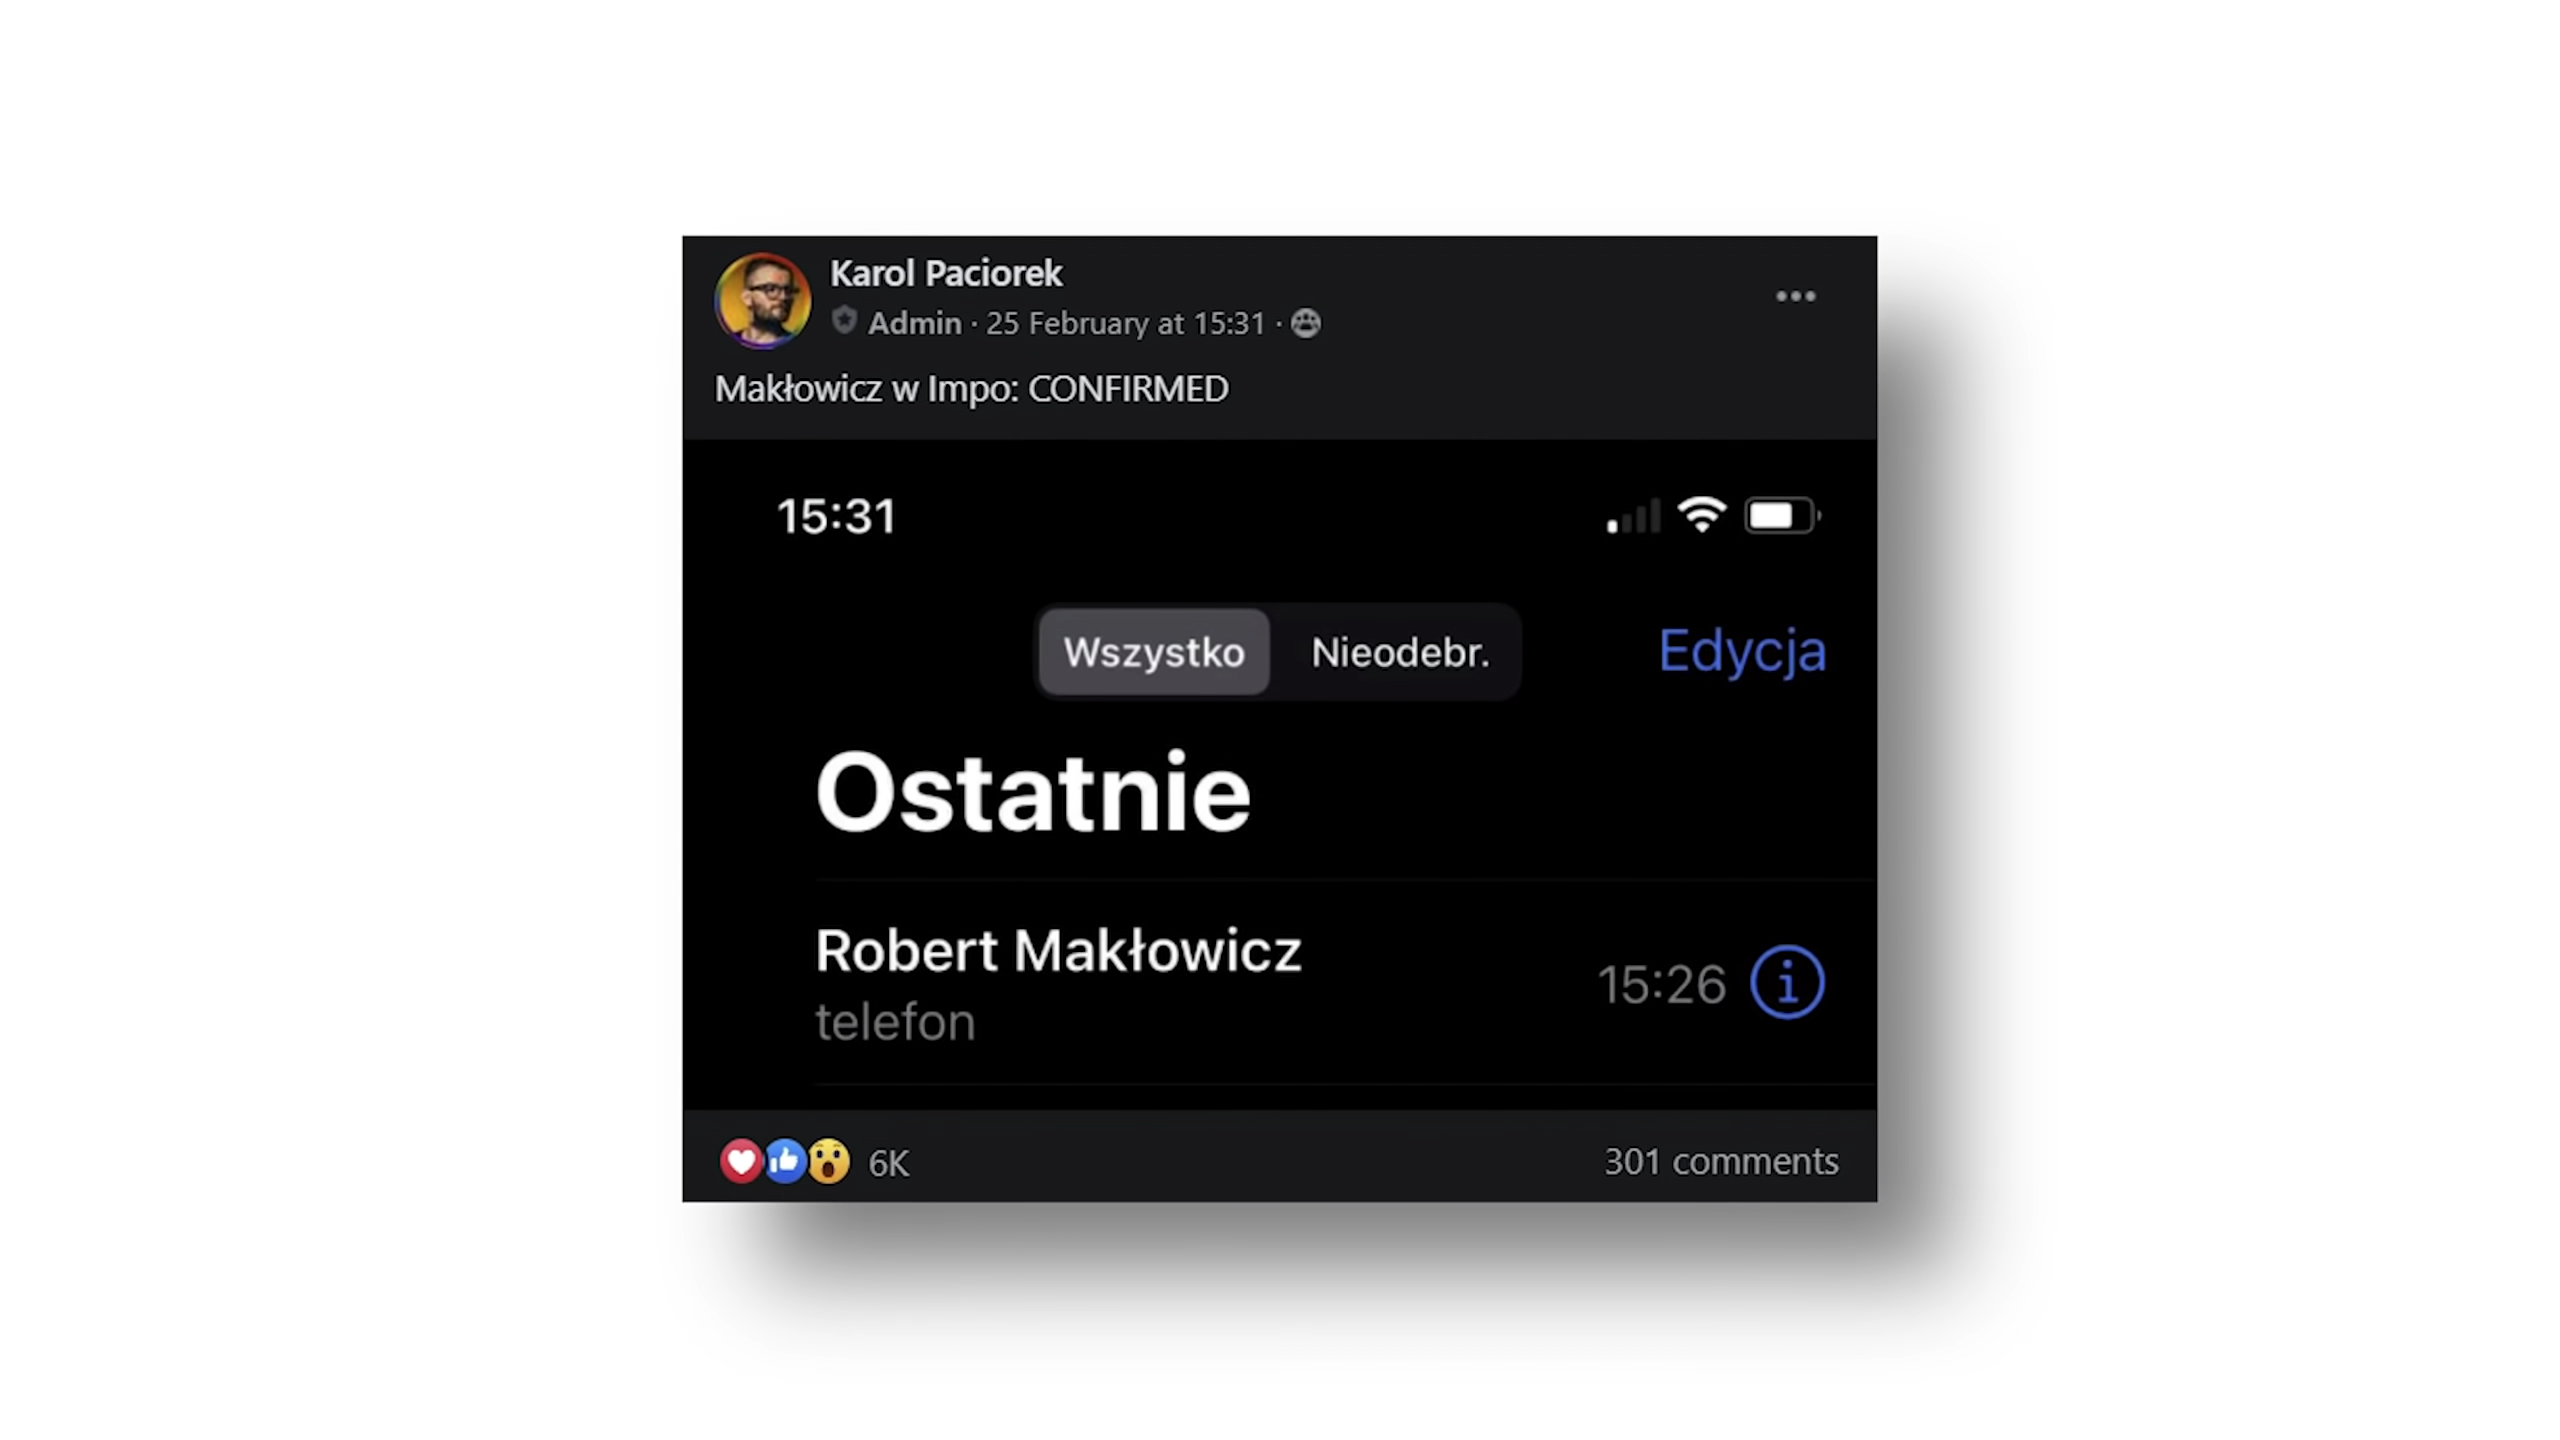 Karol Paciorek
Admin · 25 February at 15:31 ·
Makłowicz w Impo: CONFIRMED
15:31
Wszystko Nieodebr. Edycja
Ostatnie
Robert Makłowicz
telefon
15:26
6K 301 comments